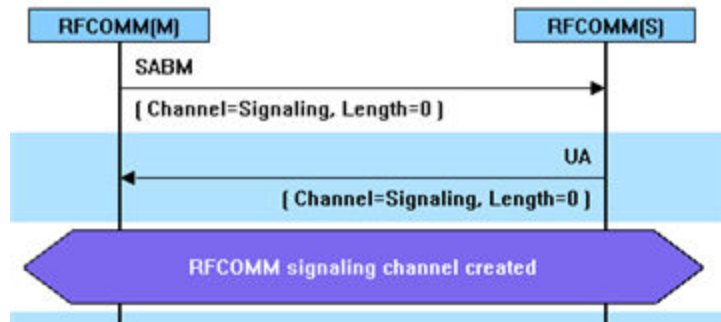 RFCOMM(M) RFCOMM(S)
SABM
( Channel=Signaling, Length=0 )
UA
( Channel=Signaling, Length=0 )
RFCOMM signaling channel created